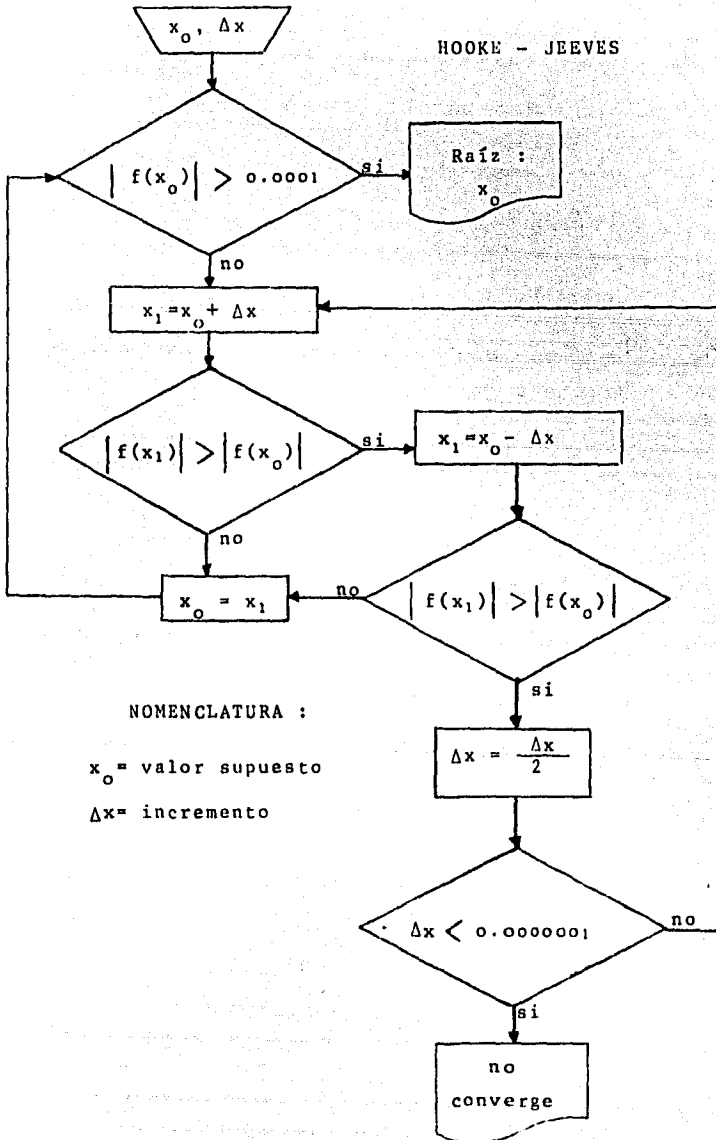 x₀, Δx
HOOKE - JEEVES
| f(x₀)| > 0.0001
si
Raíz :
x₀
no
x₁=x₀+ Δx
|f(x₁)| > |f(x₀)|
si
x₁=x₀- Δx
no
x₀ = x₁
no
| f(x₁)| > |f(x₀)|
si
NOMENCLATURA :
x₀= valor supuesto
Δx= incremento
Δx = Δx/2
Δx < 0.0000001
no
si
no
converge